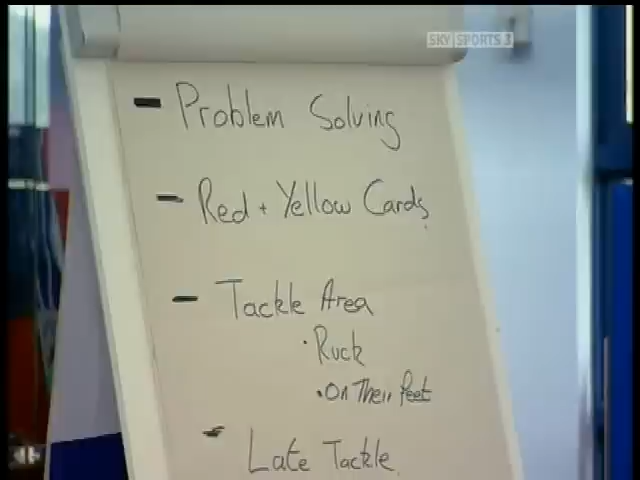 SKY SPORTS 3
- Problem Solving
- Red + Yellow Cards
- Tackle Area
· Ruck
· On Their feet
- Late Tackle